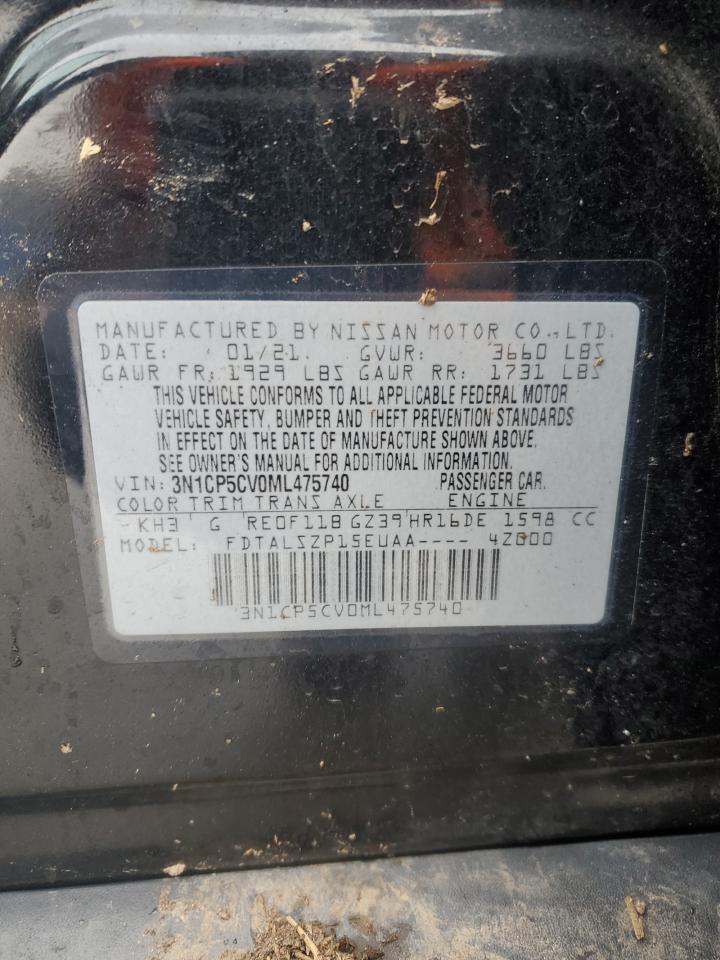 MANUFACTURED BY NISSAN MOTOR CO., LTD.
DATE: 01/21. GVWR: 3660 LBS
GAWR FR: 1929 LBS GAWR RR: 1731 LBS
THIS VEHICLE CONFORMS TO ALL APPLICABLE FEDERAL MOTOR
VEHICLE SAFETY, BUMPER AND THEFT PREVENTION STANDARDS
IN EFFECT ON THE DATE OF MANUFACTURE SHOWN ABOVE.
SEE OWNER'S MANUAL FOR ADDITIONAL INFORMATION.
VIN: 3N1CP5CV0ML475740 PASSENGER CAR.
COLOR TRIM TRANS AXLE ENGINE
-KH3 G RE0F11B GZ39 HR16DE 1598 CC
MODEL: FDTALSZP15EUAA---- 4Z000
3N1CP5CV0ML475740